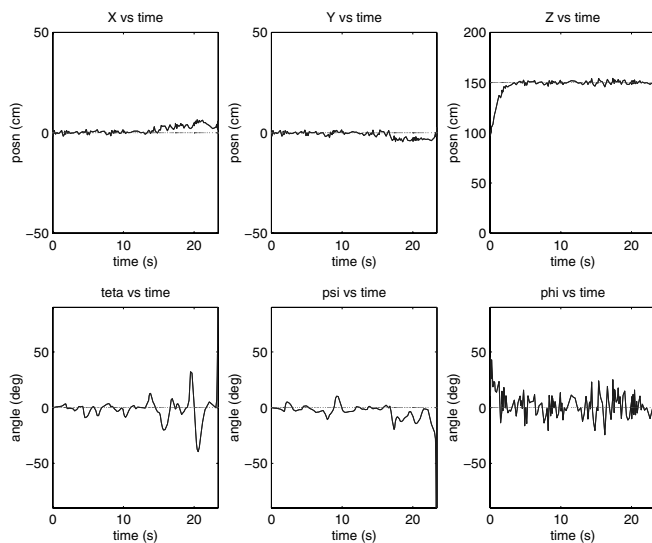 X vs time
Y vs time
Z vs time
50
0
−50
posn (cm)
0
10
20
time (s)
50
0
−50
posn (cm)
0
10
20
time (s)
200
150
100
50
0
posn (cm)
0
10
20
time (s)
teta vs time
psi vs time
phi vs time
50
0
−50
angle (deg)
0
10
20
time (s)
50
0
−50
angle (deg)
0
10
20
time (s)
50
0
−50
angle (deg)
0
10
20
time (s)